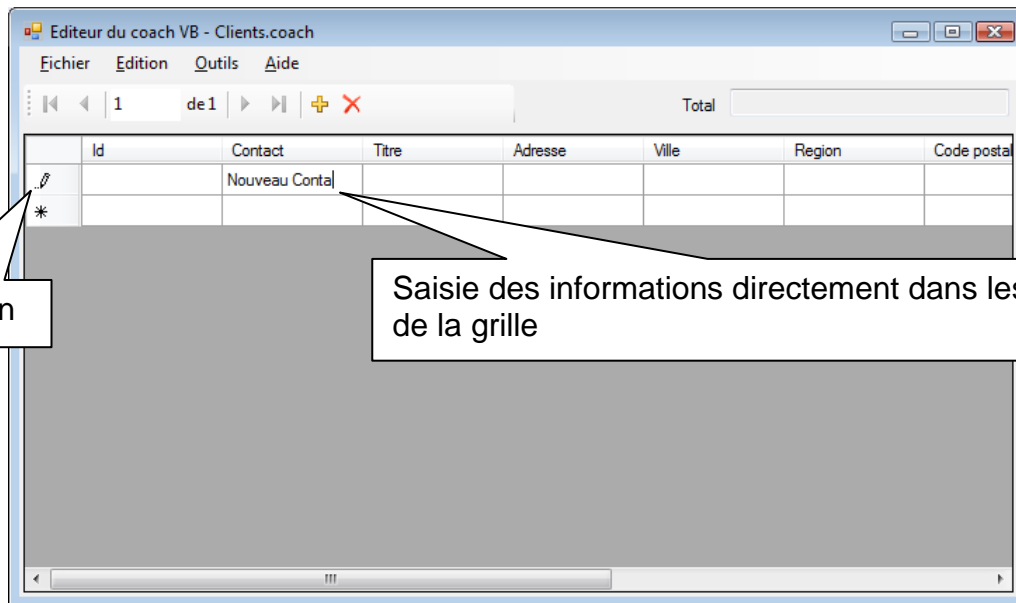 Editeur du coach VB - Clients.coach
Fichier Edition Outils Aide
1 de 1 Total
Id Contact Titre Adresse Ville Region Code postal
Nouveau Conta
Saisie des informations directement dans les
de la grille
n